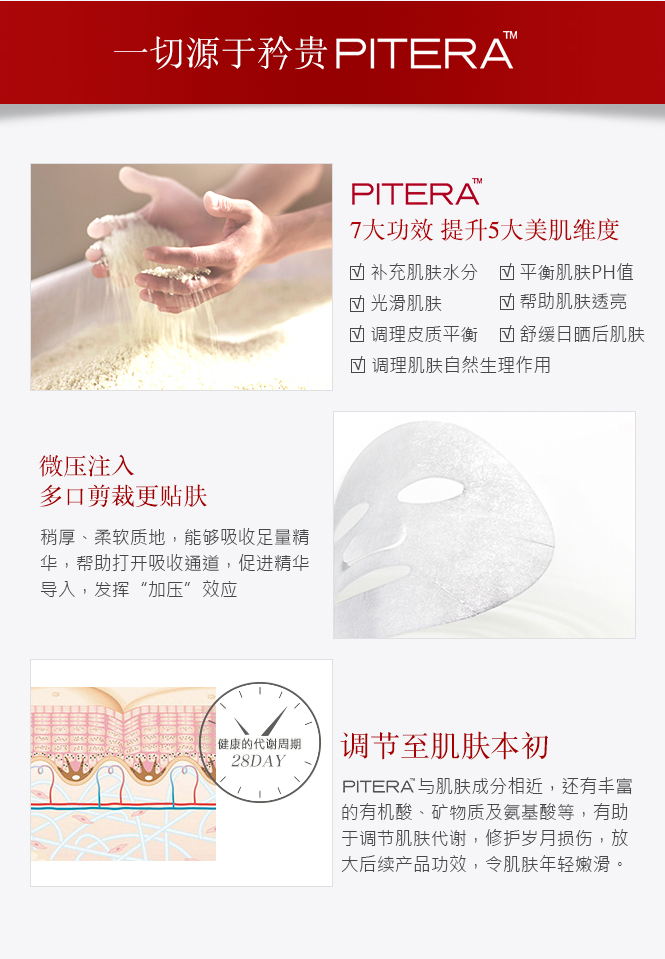 一切源于矜贵PITERA™
PITERA™
7大功效 提升5大美肌维度
☑ 补充肌肤水分 ☑ 平衡肌肤PH值
☑ 光滑肌肤 ☑ 帮助肌肤透亮
☑ 调理皮质平衡 ☑ 舒缓日晒后肌肤
☑ 调理肌肤自然生理作用
微压注入
多口剪裁更贴肤
稍厚、柔软质地，能够吸收足量精
华，帮助打开吸收通道，促进精华
导入，发挥“加压”效应
健康的代谢周期
28DAY
调节至肌肤本初
PITERA™与肌肤成分相近，还有丰富
的有机酸、矿物质及氨基酸等，有助
于调节肌肤代谢，修护岁月损伤，放
大后续产品功效，令肌肤年轻嫩滑。